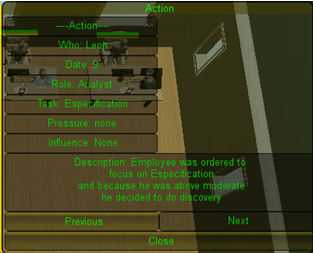 Action
----Action----
Who: Leon
Date: 9
Role: Analyst
Task: Especification
Pressure: none
Influence: None
Description: Employee was ordered to
focus on Especification
and because he was above moderate
he decided to do discovery
Previous Next
Close